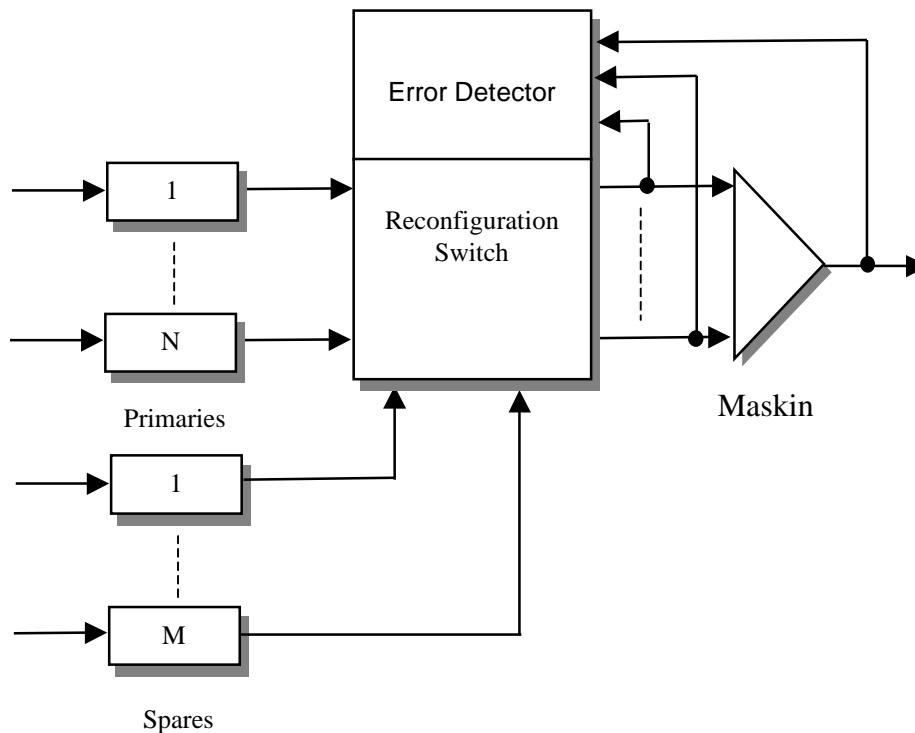 Error Detector
1
Reconfiguration
Switch
N
Primaries
Maskin
1
M
Spares